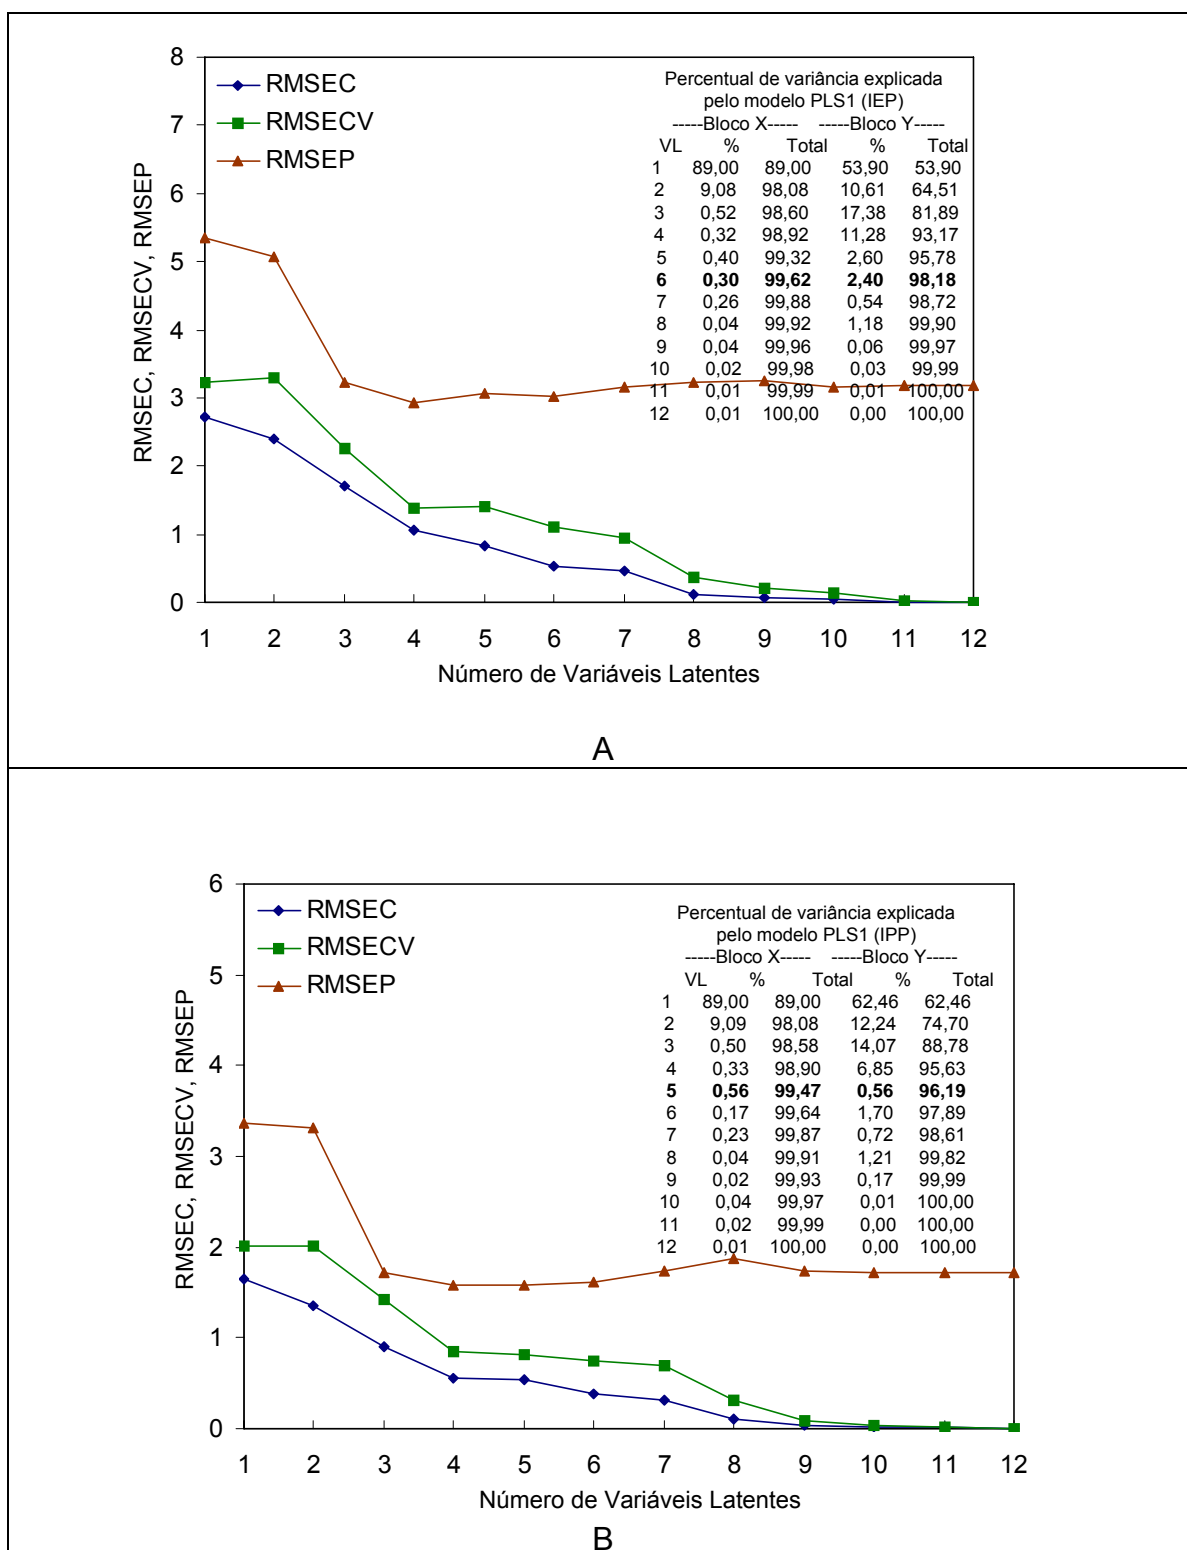 8
7
6
5
4
3
2
1
0
RMSEC, RMSECV, RMSEP
RMSEC
RMSECV
RMSEP
Percentual de variância explicada
pelo modelo PLS1 (IEP)
-----Bloco X----- -----Bloco Y-----
VL % Total % Total
1 89,00 89,00 53,90 53,90
2 9,08 98,08 10,61 64,51
3 0,52 98,60 17,38 81,89
4 0,32 98,92 11,28 93,17
5 0,40 99,32 2,60 95,78
6 0,30 99,62 2,40 98,18
7 0,26 99,88 0,54 98,72
8 0,04 99,92 1,18 99,90
9 0,04 99,96 0,06 99,97
10 0,02 99,98 0,03 99,99
11 0,01 99,99 0,01 100,00
12 0,01 100,00 0,00 100,00
1 2 3 4 5 6 7 8 9 10 11 12
Número de Variáveis Latentes
A
6
5
4
3
2
1
0
RMSEC, RMSECV, RMSEP
RMSEC
RMSECV
RMSEP
Percentual de variância explicada
pelo modelo PLS1 (IPP)
-----Bloco X----- -----Bloco Y-----
VL % Total % Total
1 89,00 89,00 62,46 62,46
2 9,09 98,08 12,24 74,70
3 0,50 98,58 14,07 88,78
4 0,33 98,90 6,85 95,63
5 0,56 99,47 0,56 96,19
6 0,17 99,64 1,70 97,89
7 0,23 99,87 0,72 98,61
8 0,04 99,91 1,21 99,82
9 0,02 99,93 0,17 99,99
10 0,04 99,97 0,01 100,00
11 0,02 99,99 0,00 100,00
12 0,01 100,00 0,00 100,00
1 2 3 4 5 6 7 8 9 10 11 12
Número de Variáveis Latentes
B